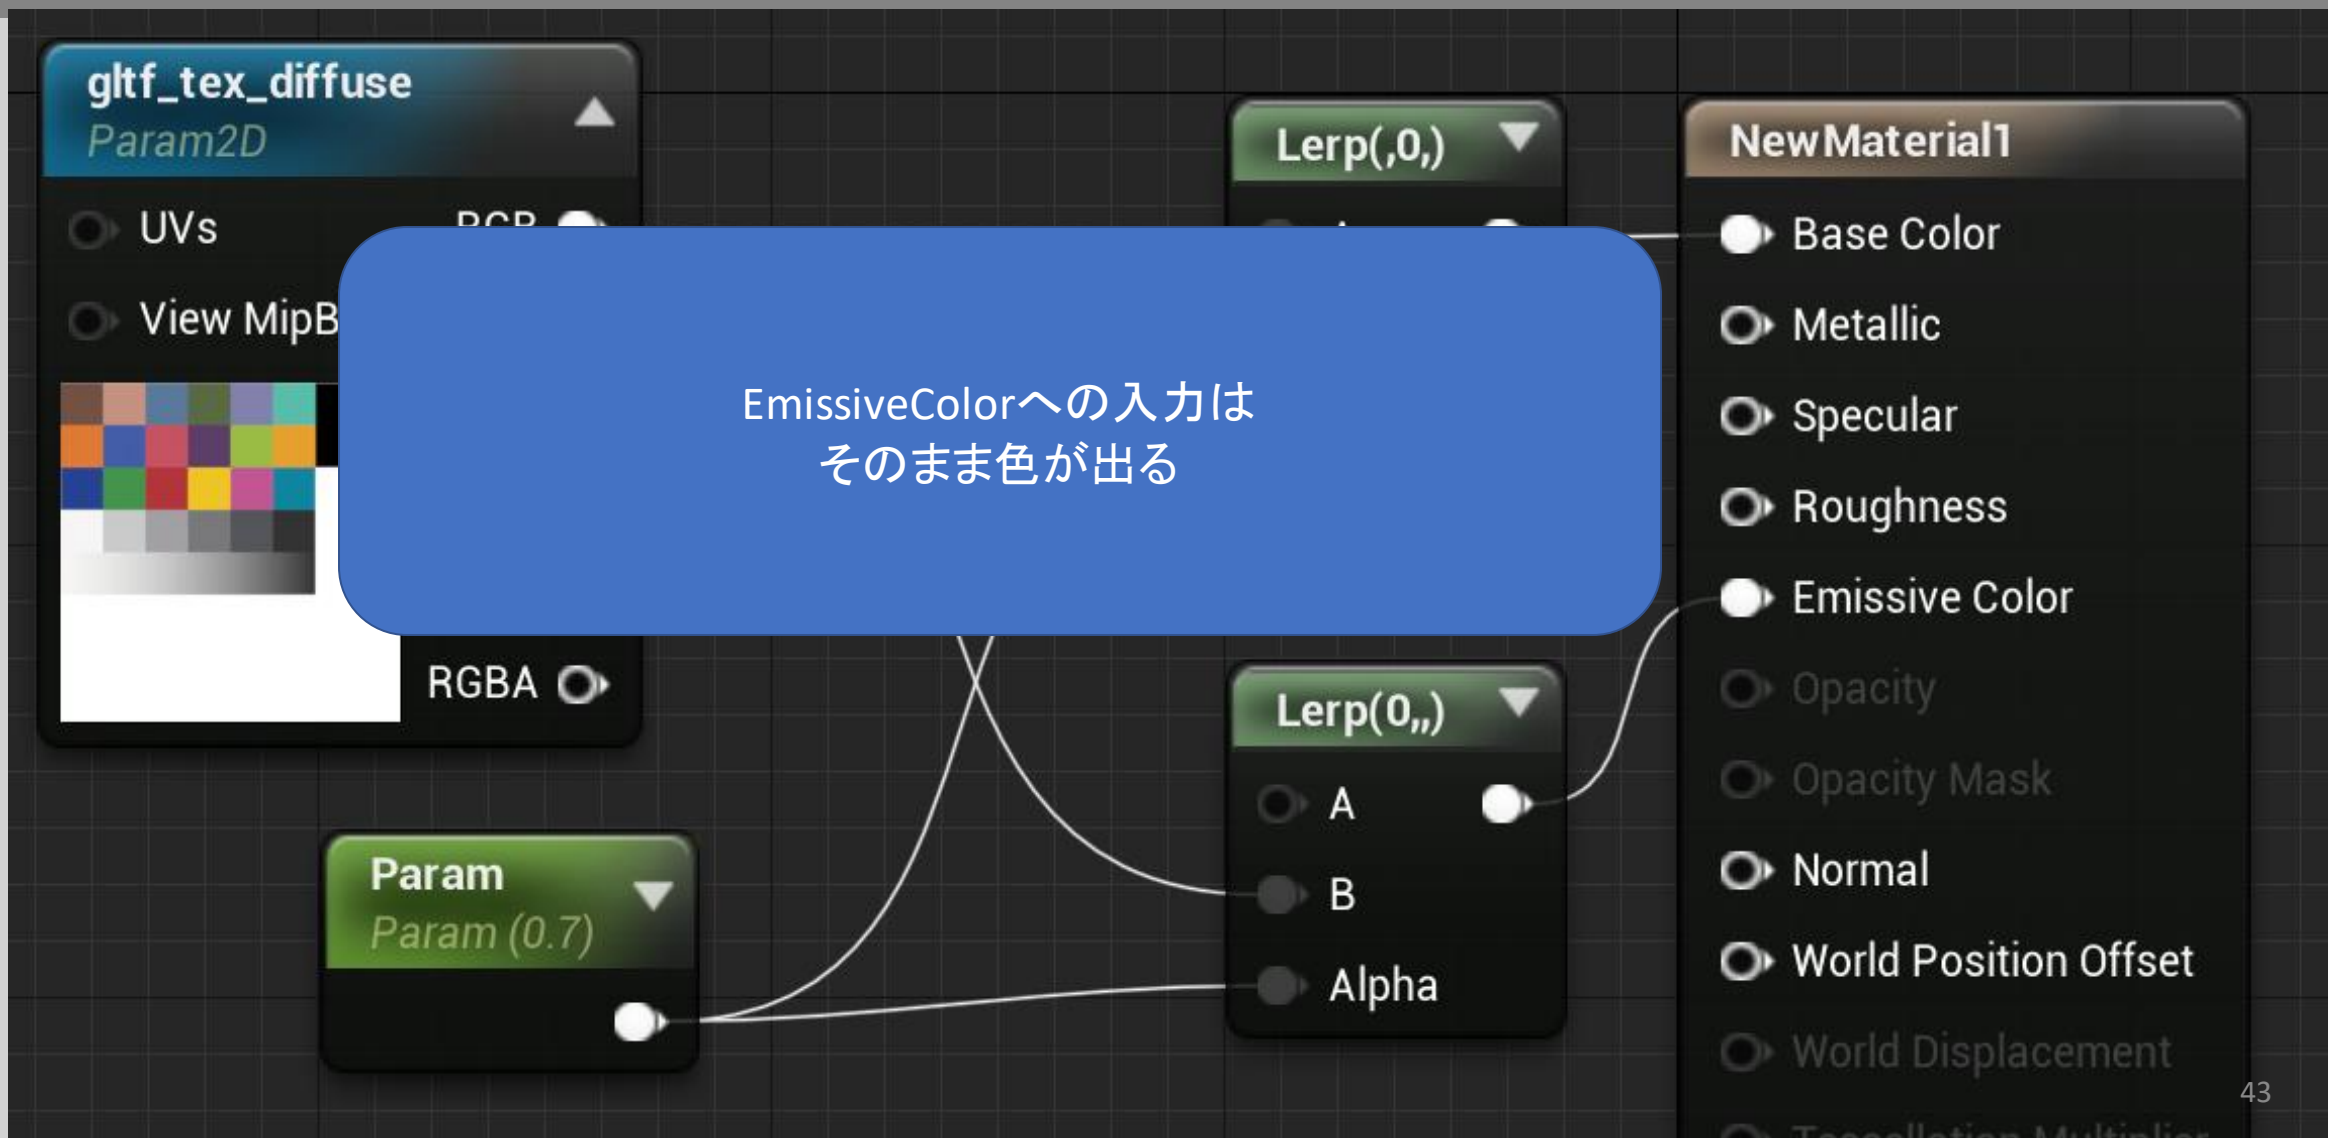 gltf_tex_diffuse
Param2D
UVs
RGB
View MipB
RGBA
Param
Param (0.7)
Lerp(,0,)
EmissiveColorへの入力は
そのまま色が出る
Lerp(0,,)
A
B
Alpha
NewMaterial1
Base Color
Metallic
Specular
Roughness
Emissive Color
Opacity
Opacity Mask
Normal
World Position Offset
World Displacement
Tessellation Multiplier
43